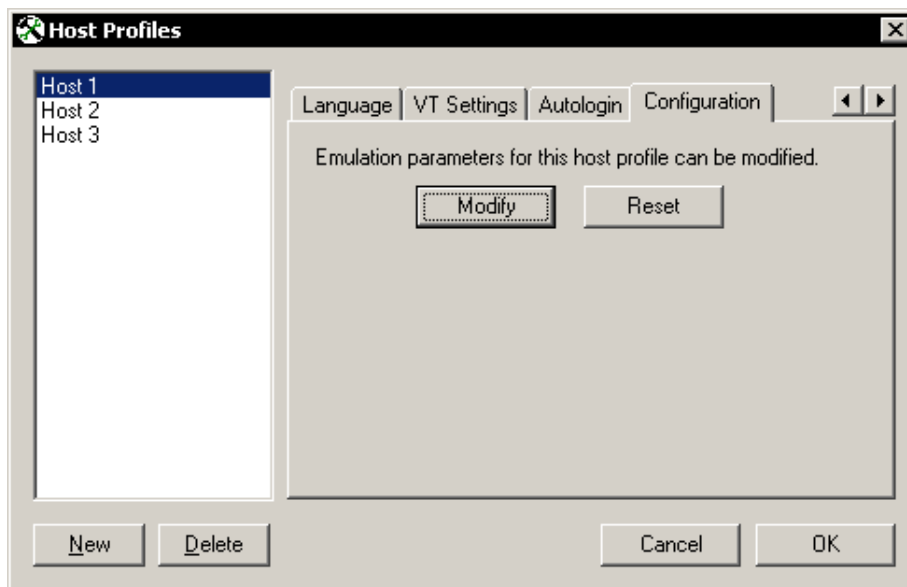 Host Profiles
Host 1
Host 2
Host 3
Language VT Settings Autologin Configuration
Emulation parameters for this host profile can be modified.
Modify Reset
New Delete Cancel OK